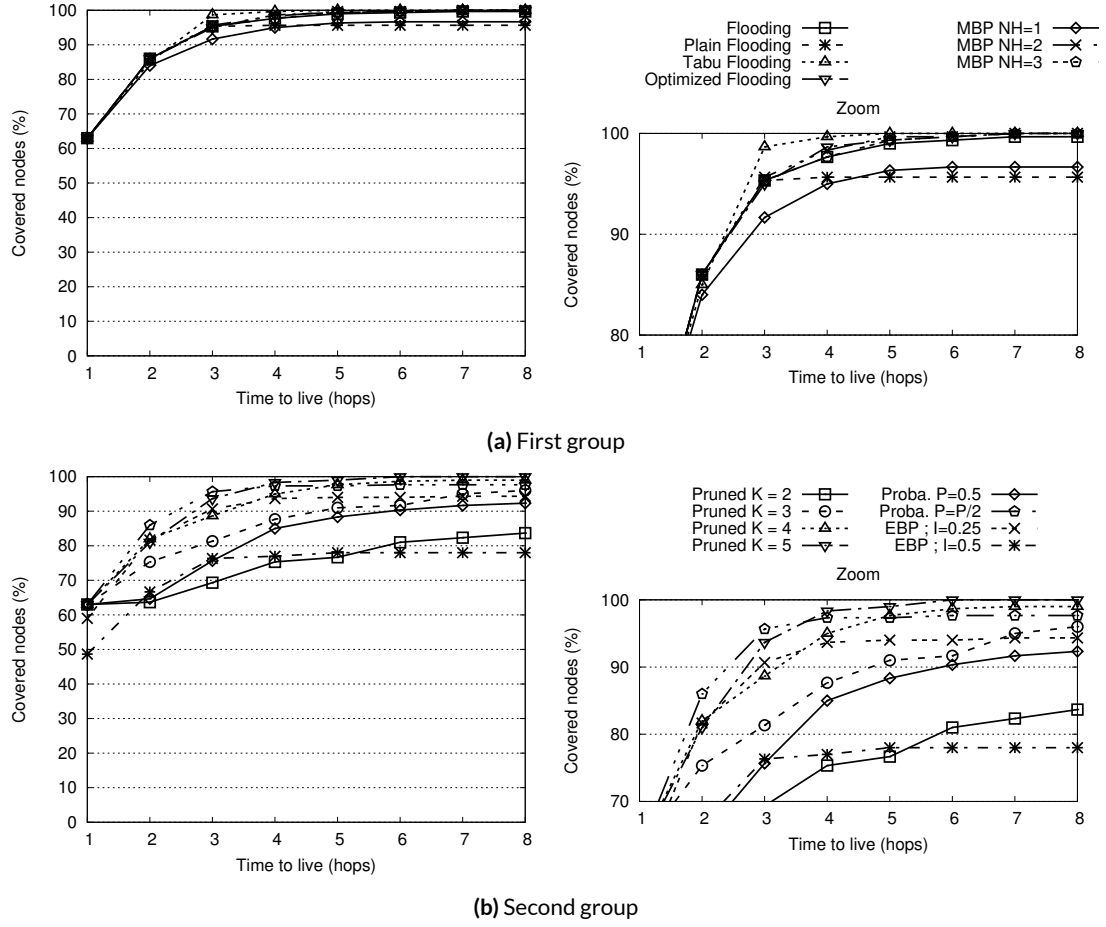 100
90
80
70
60
50
40
30
20
10
0
Covered nodes (%)
1 2 3 4 5 6 7 8
Time to live (hops)
Flooding
Plain Flooding
Tabu Flooding
Optimized Flooding
MBP NH=1
MBP NH=2
MBP NH=3
Zoom
100
90
80
Covered nodes (%)
1 2 3 4 5 6 7 8
Time to live (hops)
(a) First group
100
90
80
70
60
50
40
30
20
10
0
Covered nodes (%)
1 2 3 4 5 6 7 8
Time to live (hops)
Pruned K = 2
Pruned K = 3
Pruned K = 4
Pruned K = 5
Proba. P=0.5
Proba. P=P/2
EBP ; I=0.25
EBP ; I=0.5
Zoom
100
90
80
70
Covered nodes (%)
1 2 3 4 5 6 7 8
Time to live (hops)
(b) Second group